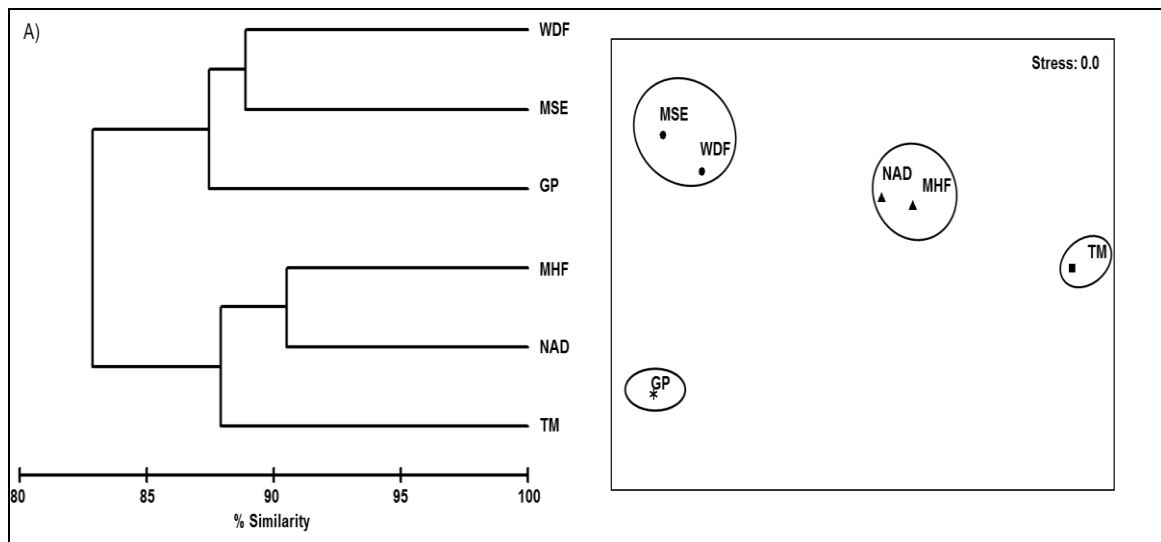 A)
WDF
MSE
GP
MHF
NAD
TM
80 85 90 95 100
% Similarity
Stress: 0.0
MSE
WDF
NAD MHF
TM
GP